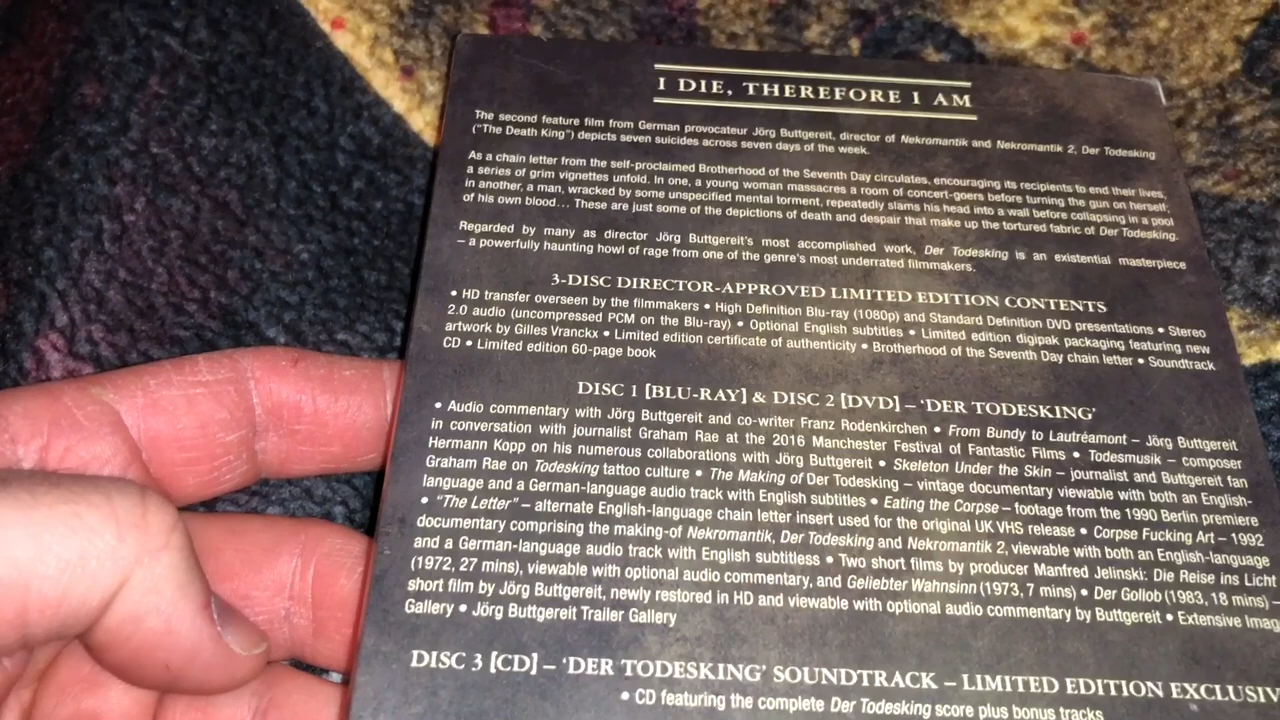 I DIE, THEREFORE I AM
The second feature film from German provocateur Jörg Buttgereit, director of Nekromantik and Nekromantik 2, Der Todesking
("The Death King") depicts seven suicides across seven days of the week.
As a chain letter from the self-proclaimed Brotherhood of the Seventh Day circulates, encouraging its recipients to end their lives,
a series of grim vignettes unfold. In one, a young woman massacres a room of concert-goers before turning the gun on herself;
in another, a man, wracked by some unspecified mental torment, repeatedly slams his head into a wall before collapsing in a pool
of his own blood... These are just some of the depictions of death and despair that make up the tortured fabric of Der Todesking.
Regarded by many as director Jörg Buttgereit's most accomplished work, Der Todesking is an existential masterpiece
– a powerfully haunting howl of rage from one of the genre's most underrated filmmakers.
3-DISC DIRECTOR-APPROVED LIMITED EDITION CONTENTS
• HD transfer overseen by the filmmakers • High Definition Blu-ray (1080p) and Standard Definition DVD presentations • Stereo
2.0 audio (uncompressed PCM on the Blu-ray) • Optional English subtitles • Limited edition digipak packaging featuring new
artwork by Gilles Vranckx • Limited edition certificate of authenticity • Brotherhood of the Seventh Day chain letter • Soundtrack
CD • Limited edition 60-page book
DISC 1 [BLU-RAY] & DISC 2 [DVD] – 'DER TODESKING'
• Audio commentary with Jörg Buttgereit and co-writer Franz Rodenkirchen • From Bundy to Lautréamont – Jörg Buttgereit
in conversation with journalist Graham Rae at the 2016 Manchester Festival of Fantastic Films • Todesmusik – composer
Hermann Kopp on his numerous collaborations with Jörg Buttgereit • Skeleton Under the Skin – journalist and Buttgereit fan
Graham Rae on Todesking tattoo culture • The Making of Der Todesking – vintage documentary viewable with both an English-
language and a German-language audio track with English subtitles • Eating the Corpse – footage from the 1990 Berlin premiere
• "The Letter" – alternate English-language chain letter insert used for the original UK VHS release • Corpse Fucking Art – 1992
documentary comprising the making-of Nekromantik, Der Todesking and Nekromantik 2, viewable with both an English-language
and a German-language audio track with English subtitless • Two short films by producer Manfred Jelinski: Die Reise ins Licht
(1972, 27 mins), viewable with optional audio commentary, and Geliebter Wahnsinn (1973, 7 mins) • Der Gollob (1983, 18 mins) –
short film by Jörg Buttgereit, newly restored in HD and viewable with optional audio commentary by Buttgereit • Extensive Imag
Gallery • Jörg Buttgereit Trailer Gallery
DISC 3 [CD] – 'DER TODESKING' SOUNDTRACK – LIMITED EDITION EXCLUSIV
• CD featuring the complete Der Todesking score plus bonus tracks